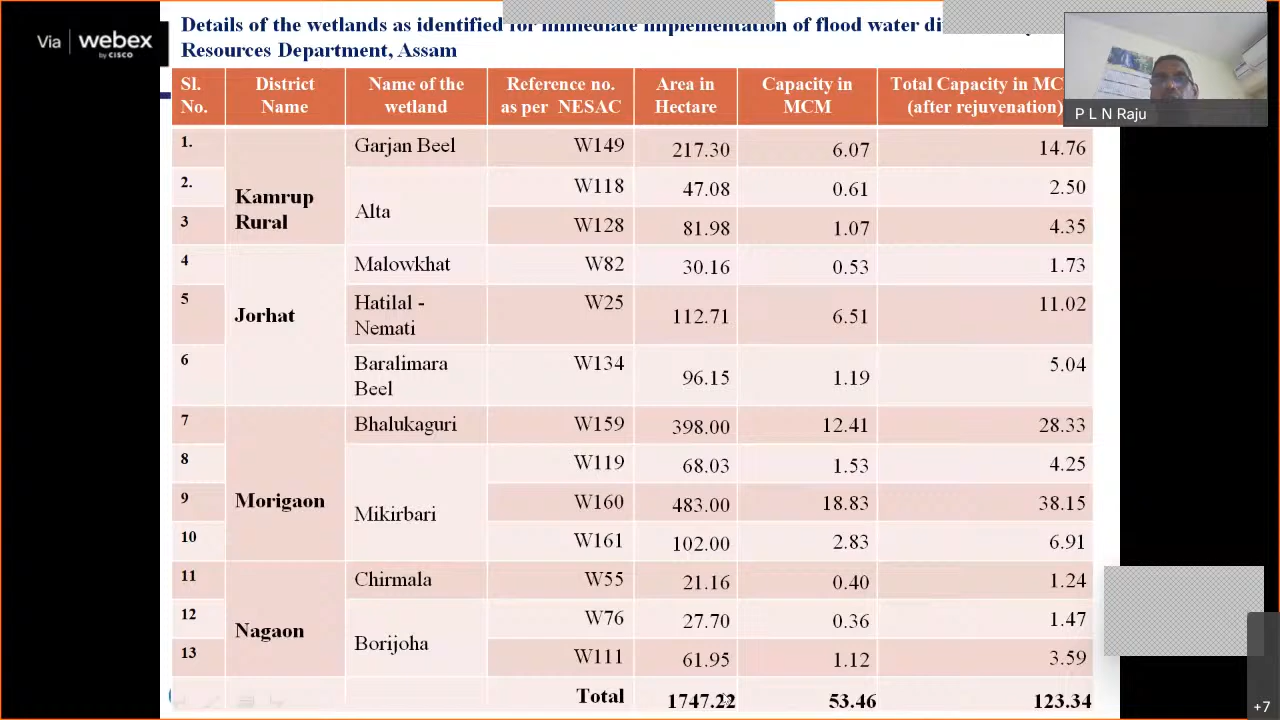 Via webex
by CISCO
Details of the wetlands as identified for immediate implementation of flood water
Resources Department, Assam
Sl. No. District Name Name of the wetland Reference no. as per NESAC Area in Hectare Capacity in MCM Total Capacity in (after rejuvenation)
P L N Raju
1. Kamrup Rural Garjan Beel W149 217.30 6.07 14.76
2. Alta W118 47.08 0.61 2.50
3 W128 81.98 1.07 4.35
4 Jorhat Malowkhat W82 30.16 0.53 1.73
5 Hatilal - Nemati W25 112.71 6.51 11.02
6 Baralimara Beel W134 96.15 1.19 5.04
7 Morigaon Bhalukaguri W159 398.00 12.41 28.33
8 Mikirbari W119 68.03 1.53 4.25
9 W160 483.00 18.83 38.15
10 W161 102.00 2.83 6.91
11 Nagaon Chirmala W55 21.16 0.40 1.24
12 Borijoha W76 27.70 0.36 1.47
13 W111 61.95 1.12 3.59
Total 1747.22 53.46 123.34
+7